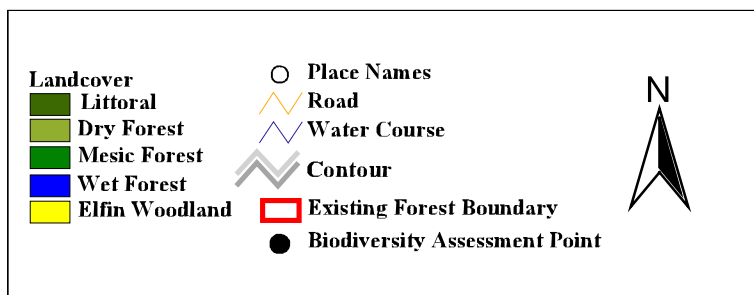 Landcover
Littoral
Dry Forest
Mesic Forest
Wet Forest
Elfin Woodland
Place Names
Road
Water Course
Contour
Existing Forest Boundary
Biodiversity Assessment Point
N